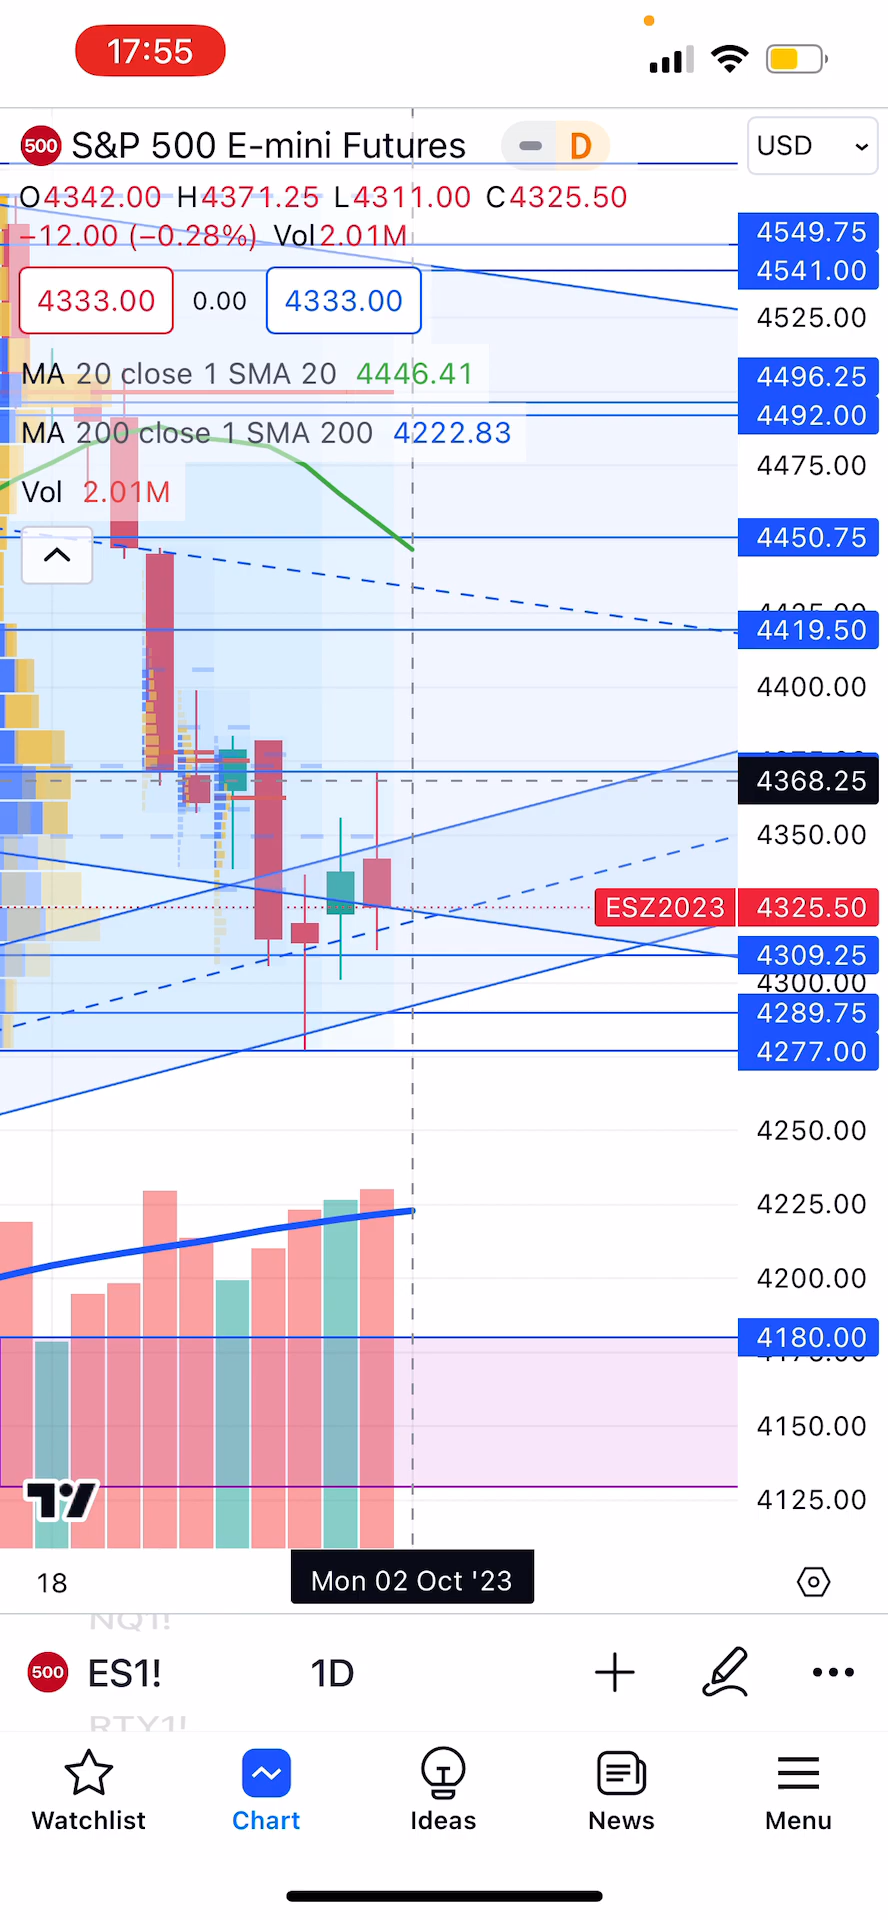 17:55
500 S&P 500 E-mini Futures D USD
O4342.00 H4371.25 L4311.00 C4325.50
−12.00 (−0.28%) Vol2.01M
4333.00 0.00 4333.00
MA 20 close 1 SMA 20 4446.41
MA 200 close 1 SMA 200 4222.83
Vol 2.01M
4549.75
4541.00
4525.00
4496.25
4492.00
4475.00
4450.75
4419.50
4400.00
4368.25
4350.00
ESZ2023 4325.50
4309.25
4300.00
4289.75
4277.00
4250.00
4225.00
4200.00
4180.00
4150.00
4125.00
18 Mon 02 Oct '23
NQ1!
500 ES1! 1D
RTY1!
Watchlist Chart Ideas News Menu